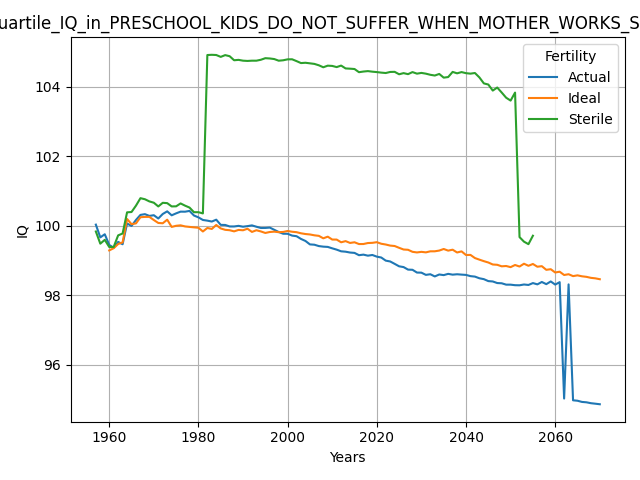 uartile_IQ_in_PRESCHOOL_KIDS_DO_NOT_SUFFER_WHEN_MOTHER_WORKS_S
Fertility
Actual
Ideal
Sterile
104
102
100
98
96
IQ
1960
1980
2000
2020
2040
2060
Years